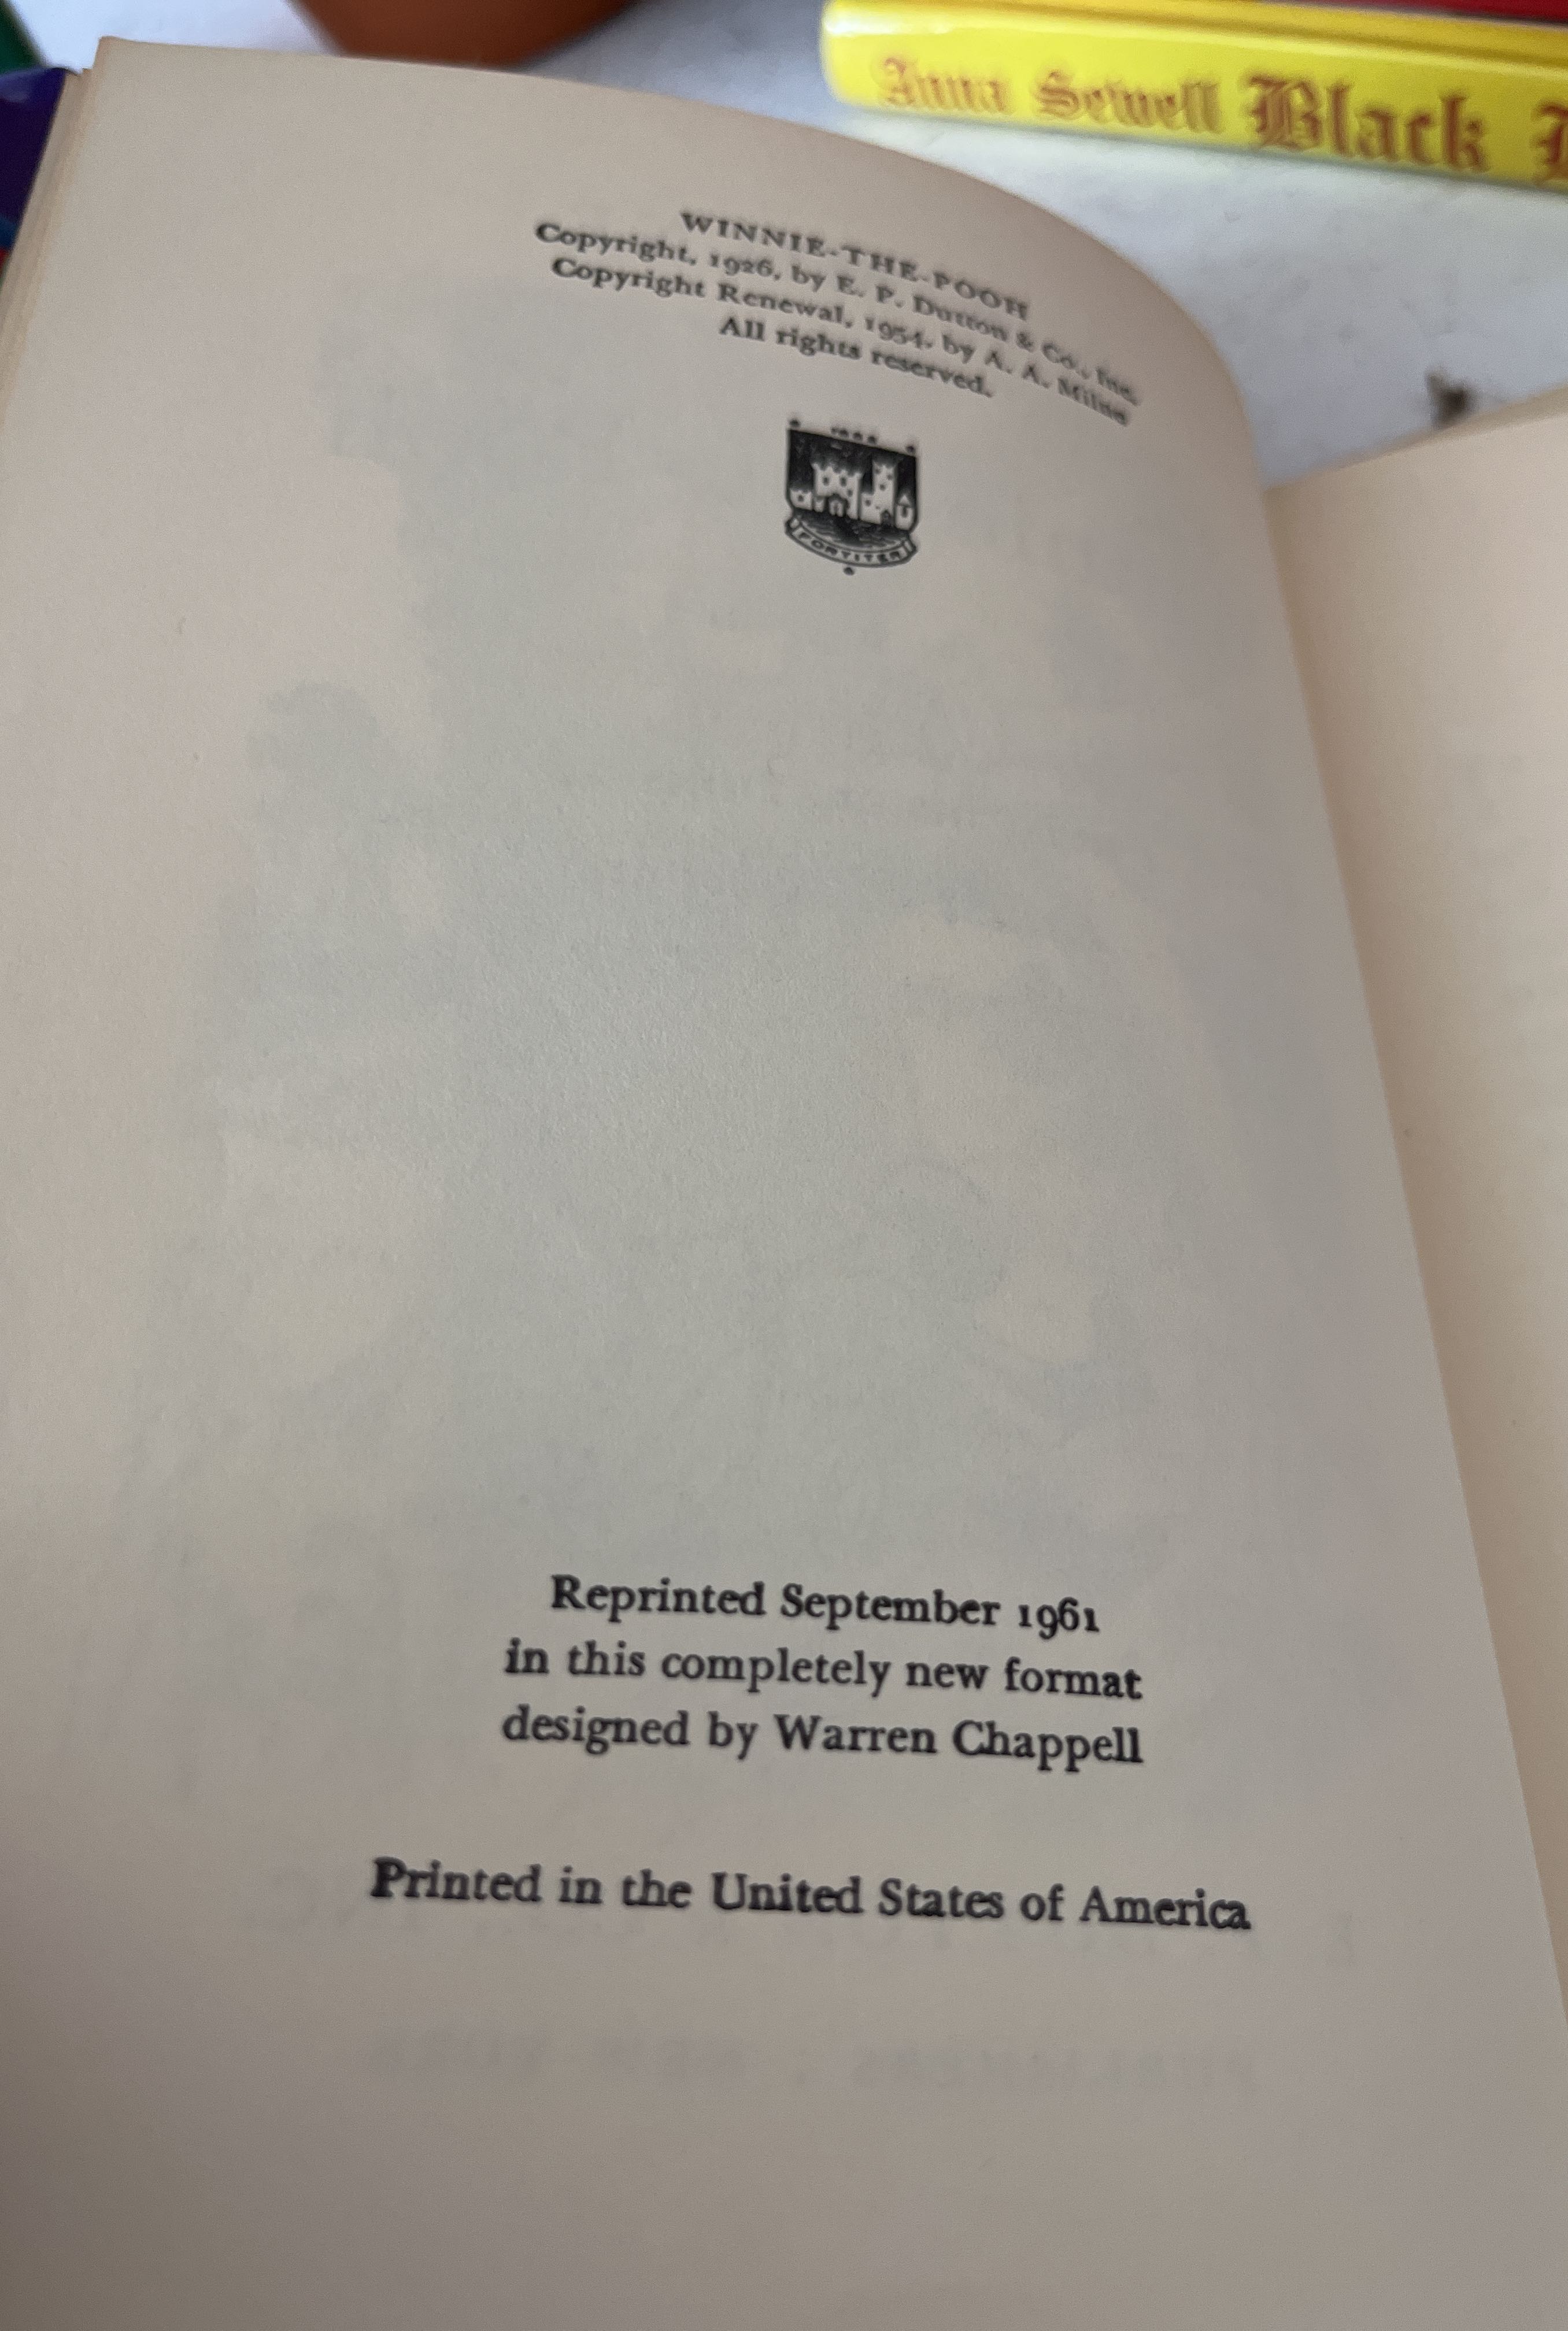 Anna Sewell Black
WINNIE-THE-POOH
Copyright, 1926, by E. P. Dutton & Co., Inc.
Copyright Renewal, 1954, by A. A. Milne
All rights reserved.
FORTITER
Reprinted September 1961
in this completely new format
designed by Warren Chappell
Printed in the United States of America